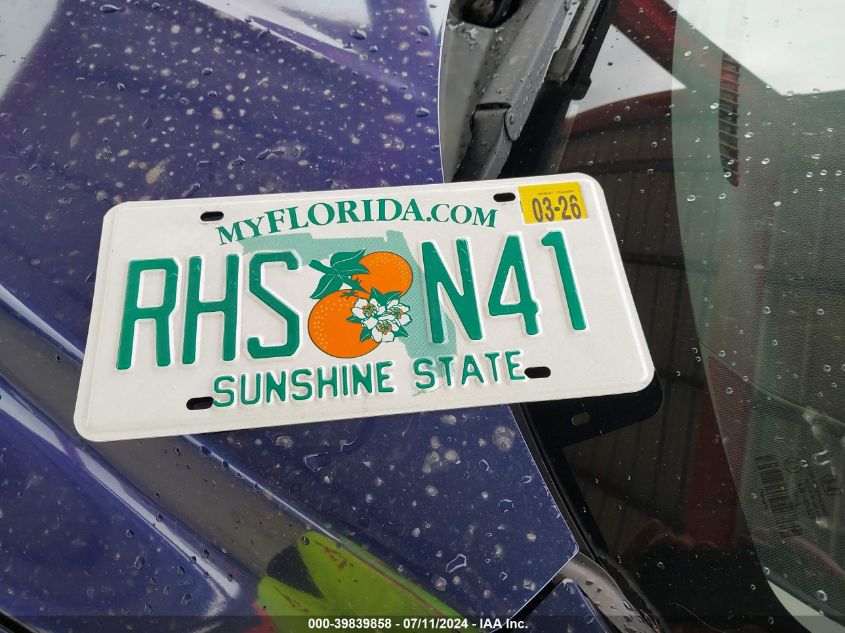 MYFLORIDA.COM
03-26
RHS N41
SUNSHINE STATE
000-39839858 - 07/11/2024 - IAA Inc.